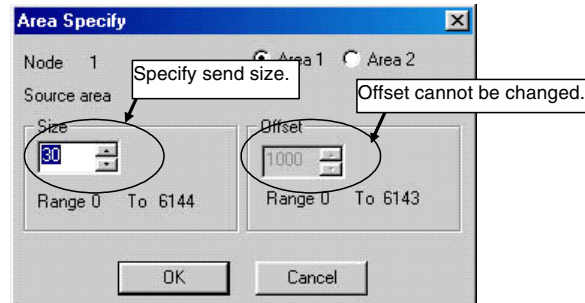 Area Specify
Node 1
Area 1
Area 2
Specify send size.
Source area
Offset cannot be changed.
Size
Offset
30
1000
Range 0 To 6144
Range 0 To 6143
OK
Cancel